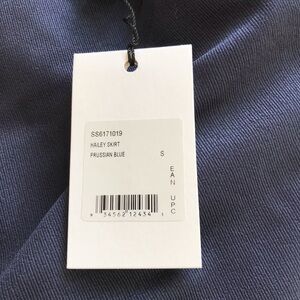 SS6171019
HAILEY SKIRT
PRUSSIAN BLUE S
EAN
UPC
9 34562 12434 1